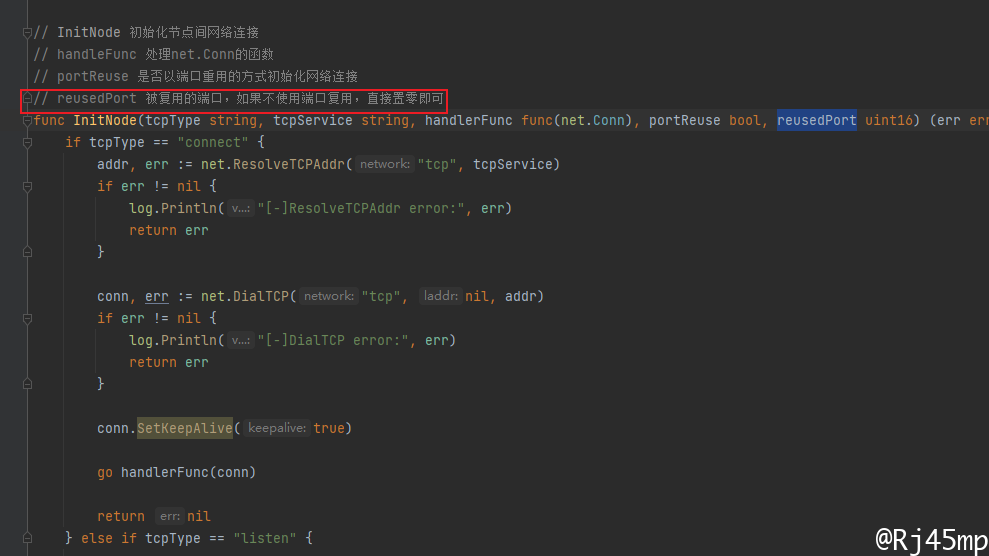 // InitNode 初始化节点间网络连接
// handleFunc 处理net.Conn的函数
// portReuse 是否以端口重用的方式初始化网络连接
// reusedPort 被复用的端口，如果不使用端口复用，直接置零即可
func InitNode(tcpType string, tcpService string, handlerFunc func(net.Conn), portReuse bool, reusedPort uint16) (err err
if tcpType == "connect" {
addr, err := net.ResolveTCPAddr( network: "tcp", tcpService)
if err != nil {
log.Println( v…: "[-]ResolveTCPAddr error:", err)
return err
}
conn, err := net.DialTCP( network: "tcp", laddr: nil, addr)
if err != nil {
log.Println( v…: "[-]DialTCP error:", err)
return err
}
conn.SetKeepAlive( keepalive: true)
go handlerFunc(conn)
return err: nil
} else if tcpType == "listen" {
@Rj45mp